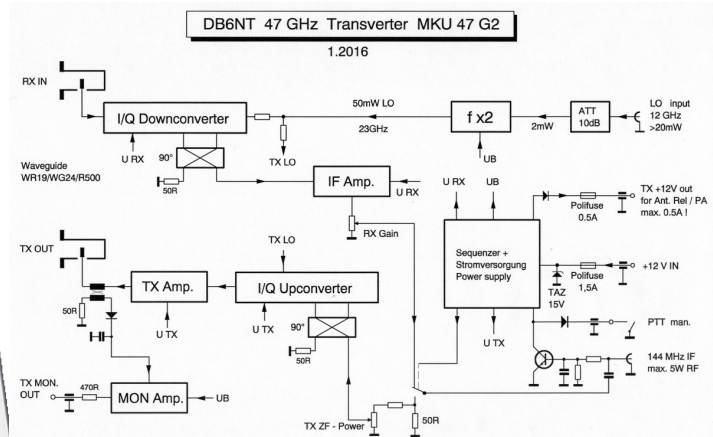 DB6NT 47 GHz Transverter MKU 47 G2
1.2016
RX IN
I/Q Downconverter
50mW LO
23GHz
f x2
2mW
ATT
10dB
LO input
12 GHz
>20mW
U RX
TX LO
UB
90°
50R
Waveguide
WR19/WG24/R500
IF Amp.
U RX
RX Gain
U RX
UB
TX +12V out
for Ant. Rel / PA
max. 0.5A !
Polifuse
0.5A
Sequenzer +
Stromversorgung
Power supply
+12 V IN
Polifuse
1,5A
TAZ
15V
TX OUT
TX LO
TX Amp.
I/Q Upconverter
U TX
U TX
90°
50R
50R
U TX
PTT man.
144 MHz IF
max. 5W RF
TX MON.
OUT
470R
MON Amp.
UB
TX ZF - Power
50R